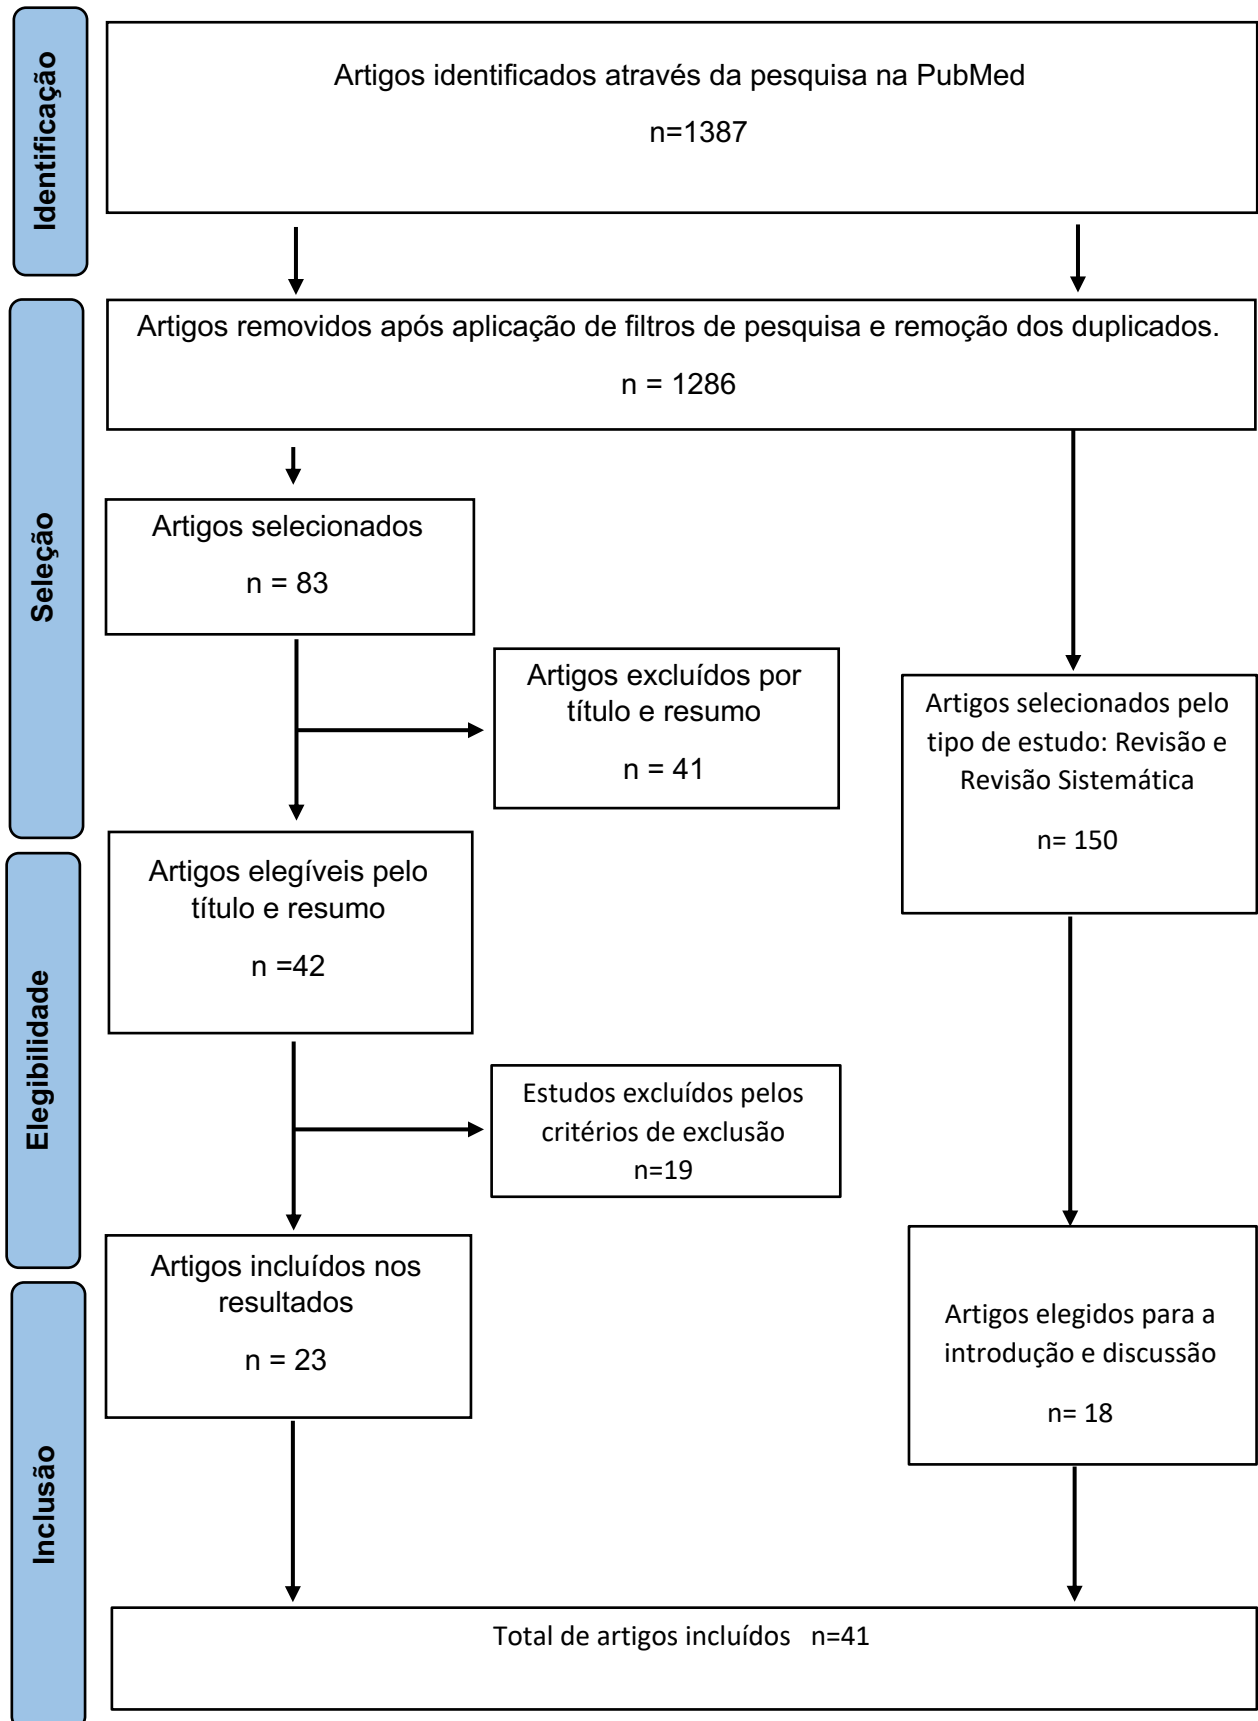 Identificação
Artigos identificados através da pesquisa na PubMed
n=1387
Seleção
Artigos removidos após aplicação de filtros de pesquisa e remoção dos duplicados.
n = 1286
Artigos selecionados
n = 83
Artigos excluídos por
título e resumo
n = 41
Artigos selecionados pelo
tipo de estudo: Revisão e
Revisão Sistemática
n= 150
Elegibilidade
Artigos elegíveis pelo
título e resumo
n =42
Estudos excluídos pelos
critérios de exclusão
n=19
Inclusão
Artigos incluídos nos
resultados
n = 23
Artigos elegidos para a
introdução e discussão
n= 18
Total de artigos incluídos n=41